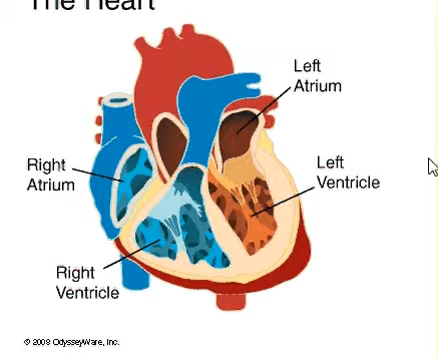 The Heart
Left
Atrium
Right
Atrium
Left
Ventricle
Right
Ventricle
© 2008 OdysseyWare, Inc.